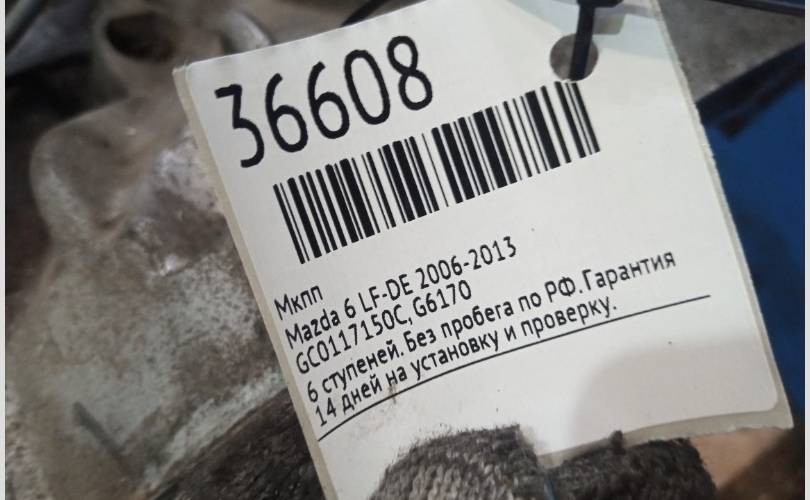 36608
Мкпп
Mazda 6 LF-DE 2006-2013
GC0117150C, G6170
6 ступеней. Без пробега по РФ. Гарантия
14 дней на установку и проверку.